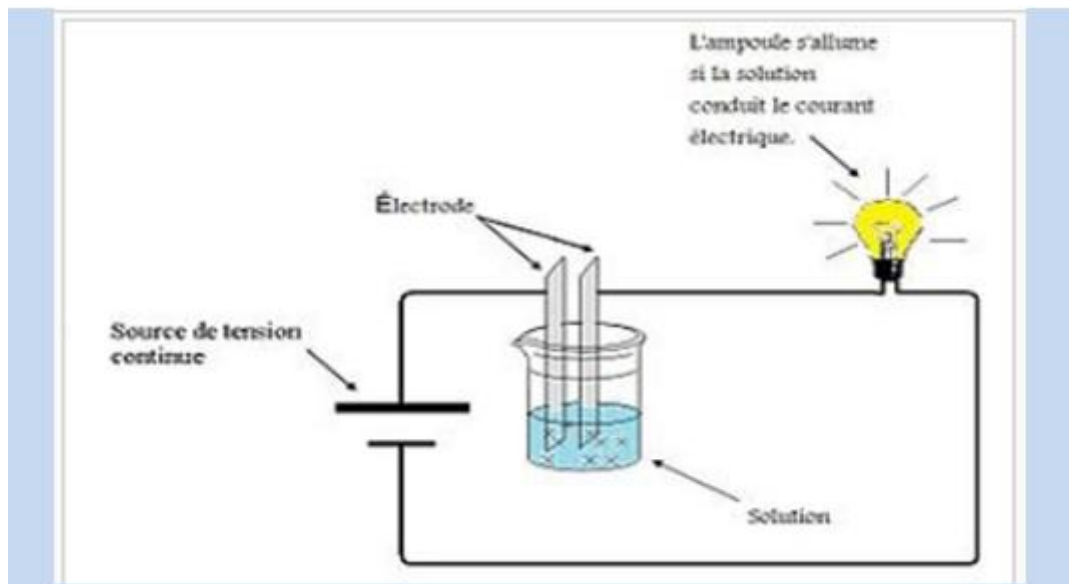 L'ampoule s'allume
si la solution
conduit le courant
électrique.
Électrode
Source de tension
continue
Solution